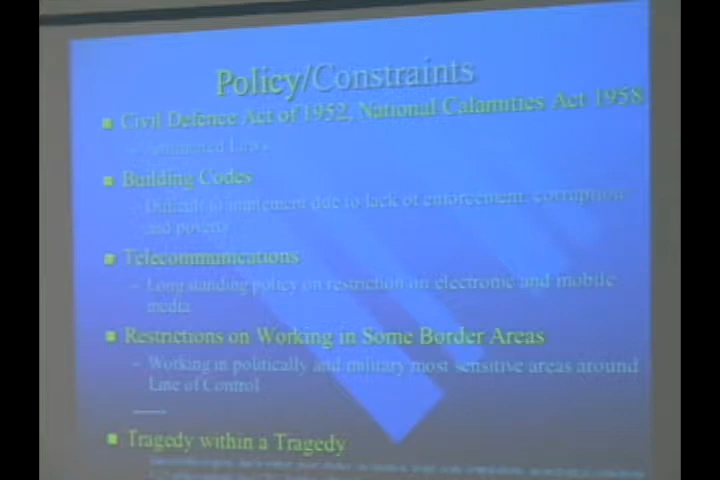 Policy/Constraints
Civil Defence Act of 1952, National Calamities Act 1958
Laws
Building Codes
– Difficult to implement due to lack of enforcement, corruption
and poverty
Telecommunications
– Long standing policy on restriction on electronic and mobile
media
Restrictions on Working in Some Border Areas
– Working in politically and military most sensitive areas around
Line of Control
Tragedy within a Tragedy